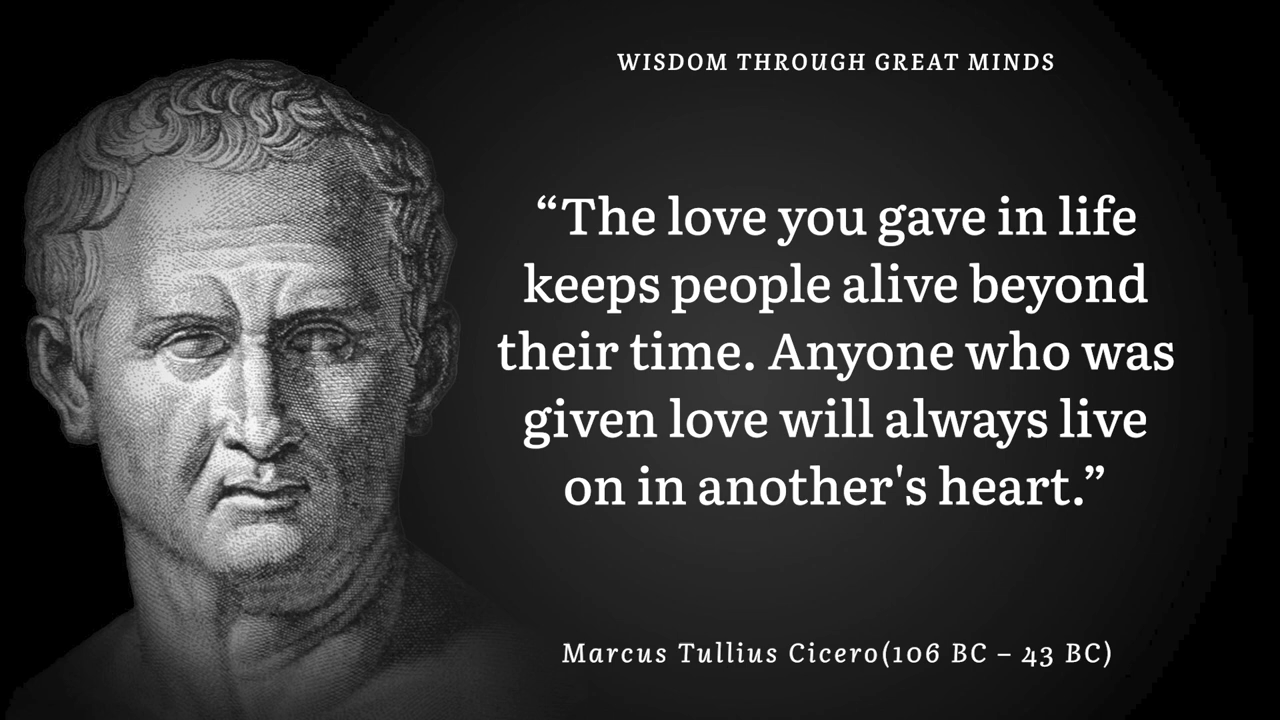 WISDOM THROUGH GREAT MINDS
“The love you gave in life
keeps people alive beyond
their time. Anyone who was
given love will always live
on in another's heart.”
Marcus Tullius Cicero(106 BC – 43 BC)